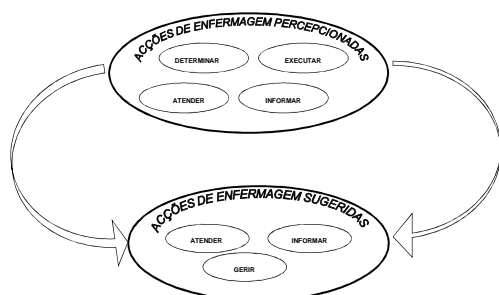 ACÇÕES DE ENFERMAGEM PERCEPCIONADAS
DETERMINAR EXECUTAR
ATENDER INFORMAR
ACÇÕES DE ENFERMAGEM SUGERIDAS
ATENDER INFORMAR
GERIR